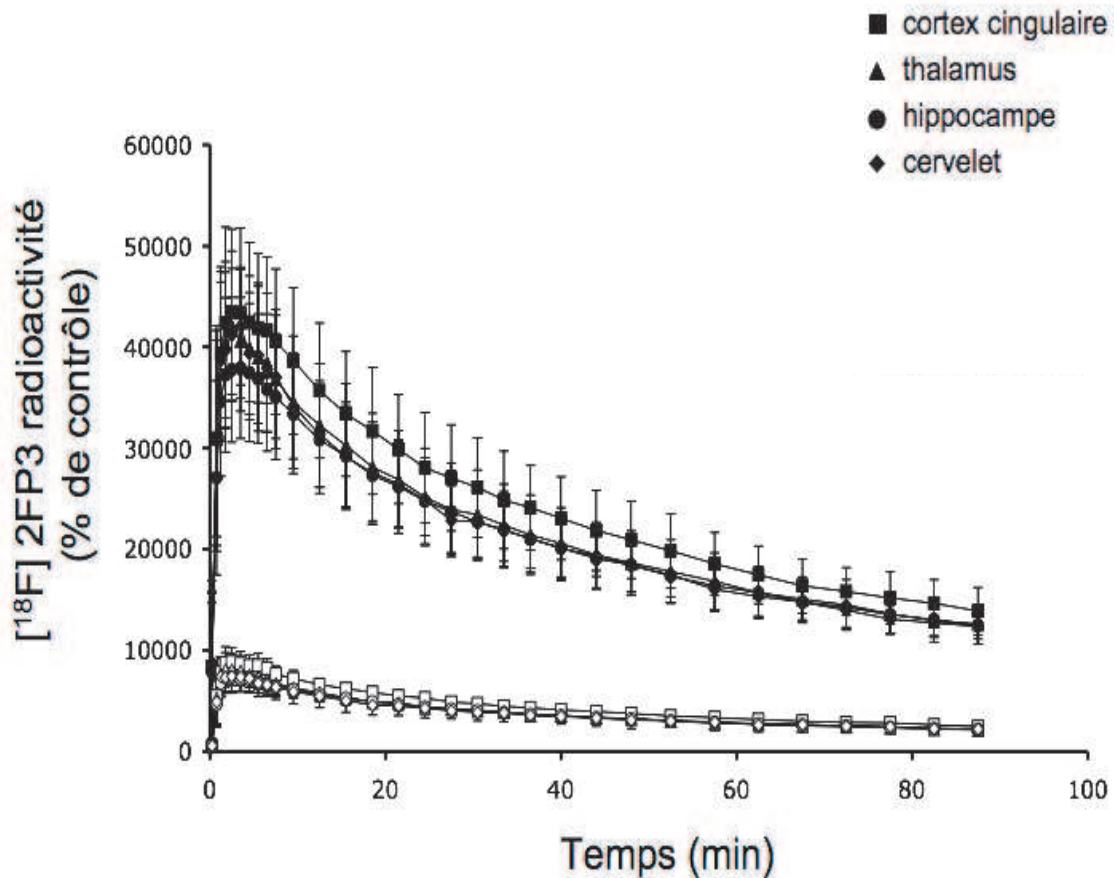 cortex cingulaire
thalamus
hippocampe
cervelet
60000
50000
40000
30000
20000
10000
0
[¹⁸F] 2FP3 radioactivité
(% de contrôle)
0 20 40 60 80 100
Temps (min)